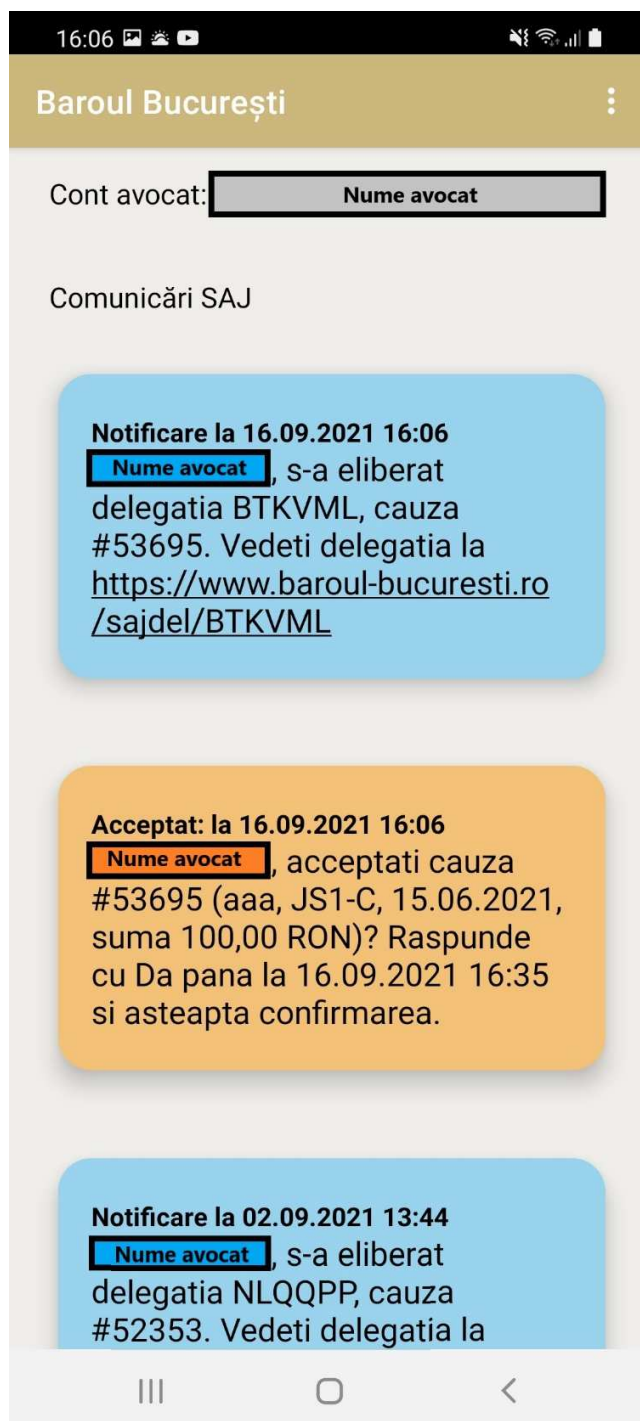 16:06
Baroul București
Cont avocat: Nume avocat
Comunicări SAJ
Notificare la 16.09.2021 16:06
Nume avocat, s-a eliberat
delegatia BTKVML, cauza
#53695. Vedeti delegatia la
https://www.baroul-bucuresti.ro
/sajdel/BTKVML
Acceptat: la 16.09.2021 16:06
Nume avocat, acceptati cauza
#53695 (aaa, JS1-C, 15.06.2021,
suma 100,00 RON)? Raspunde
cu Da pana la 16.09.2021 16:35
si asteapta confirmarea.
Notificare la 02.09.2021 13:44
Nume avocat, s-a eliberat
delegatia NLQQPP, cauza
#52353. Vedeti delegatia la